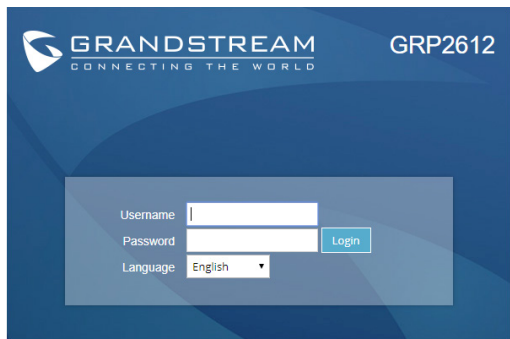 GRANDSTREAM
CONNECTING THE WORLD
GRP2612
Username
Password
Login
Language
English